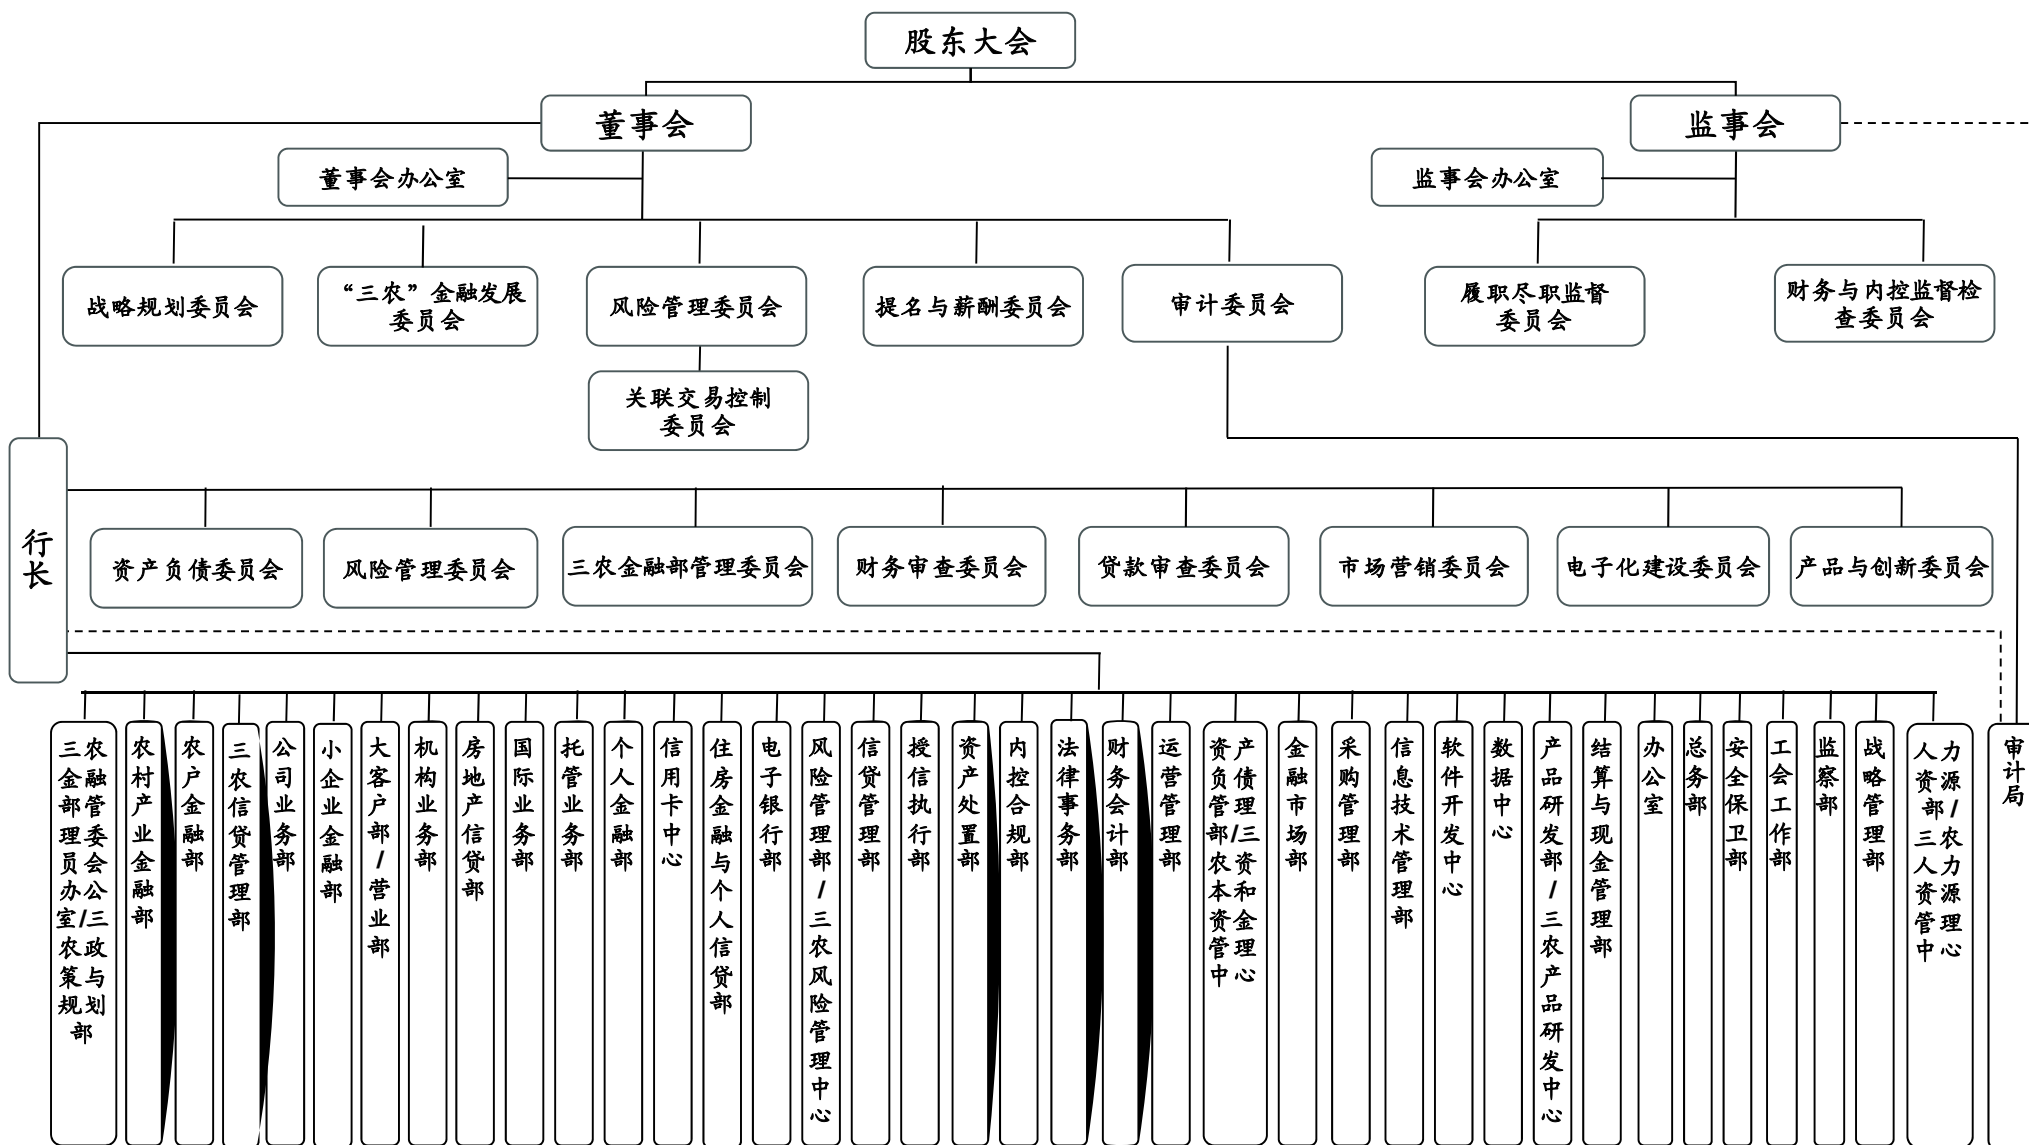 股东大会
董事会
监事会
董事会办公室
监事会办公室
战略规划委员会
“三农”金融发展
委员会
风险管理委员会
提名与薪酬委员会
审计委员会
履职尽职监督
委员会
财务与内控监督检
查委员会
关联交易控制
委员会
行长
资产负债委员会
风险管理委员会
三农金融部管理委员会
财务审查委员会
贷款审查委员会
市场营销委员会
电子化建设委员会
产品与创新委员会
三农金融部管理委员会办公室/三农政策与规划部
农村产业金融部
农户金融部
三农信贷管理部
公司业务部
小企业金融部
大客户部/营业部
机构业务部
房地产信贷部
国际业务部
托管业务部
个人金融部
信用卡中心
住房金融与个人信贷部
电子银行部
风险管理部/三农风险管理中心
信贷管理部
授信执行部
资产处置部
内控合规部
法律事务部
财务会计部
运营管理部
资产负债管理部/三农资本和资金管理中心
金融市场部
采购管理部
信息技术管理部
软件开发中心
数据中心
产品研发部/三农产品研发中心
结算与现金管理部
办公室
总务部
安全保卫部
工会工作部
监察部
战略管理部
人力资源部/三农人力资源管理中心
审计局